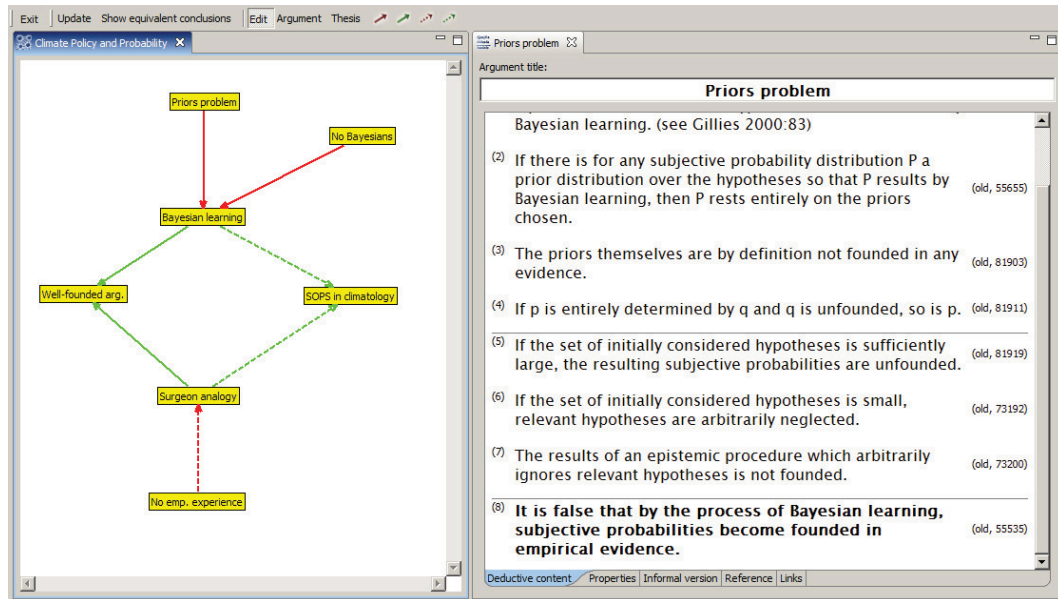 Exit Update Show equivalent conclusions Edit Argument Thesis
Climate Policy and Probability
Priors problem
No Bayesians
Bayesian learning
Well-founded arg.
SOPS in climatology
Surgeon analogy
No emp. experience
Priors problem
Argument title:
Priors problem
Bayesian learning. (see Gillies 2000:83)
(2) If there is for any subjective probability distribution P a
prior distribution over the hypotheses so that P results by
(old, 55655)
Bayesian learning, then P rests entirely on the priors
chosen.
(3) The priors themselves are by definition not founded in any
evidence.
(old, 81903)
(4) If p is entirely determined by q and q is unfounded, so is p. (old, 81911)
(5) If the set of initially considered hypotheses is sufficiently
large, the resulting subjective probabilities are unfounded.
(old, 81919)
(6) If the set of initially considered hypotheses is small,
relevant hypotheses are arbitrarily neglected.
(old, 73192)
(7) The results of an epistemic procedure which arbitrarily
ignores relevant hypotheses is not founded.
(old, 73200)
(8) It is false that by the process of Bayesian learning,
subjective probabilities become founded in
(old, 55535)
empirical evidence.
Deductive content Properties Informal version Reference Links